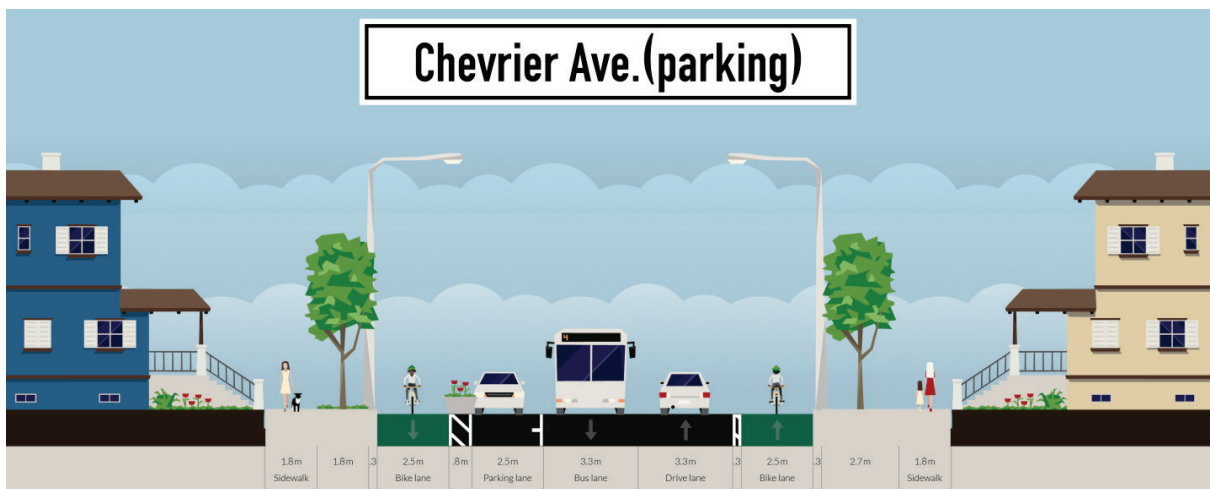 Chevrier Ave.(parking)
4
1.8m 1.8m .3 2.5m .8m 2.5m 3.3m 3.3m .3 2.5m .3 2.7m 1.8m
Sidewalk Bike lane Parking lane Bus lane Drive lane Bike lane Sidewalk